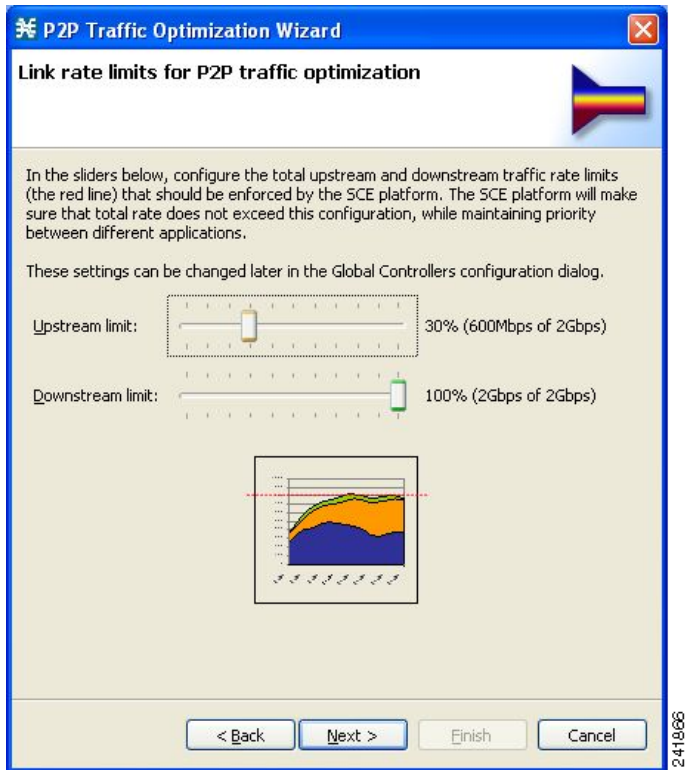 P2P Traffic Optimization Wizard
Link rate limits for P2P traffic optimization
In the sliders below, configure the total upstream and downstream traffic rate limits
(the red line) that should be enforced by the SCE platform. The SCE platform will make
sure that total rate does not exceed this configuration, while maintaining priority
between different applications.
These settings can be changed later in the Global Controllers configuration dialog.
Upstream limit: 30% (600Mbps of 2Gbps)
Downstream limit: 100% (2Gbps of 2Gbps)
< Back Next > Finish Cancel
241866